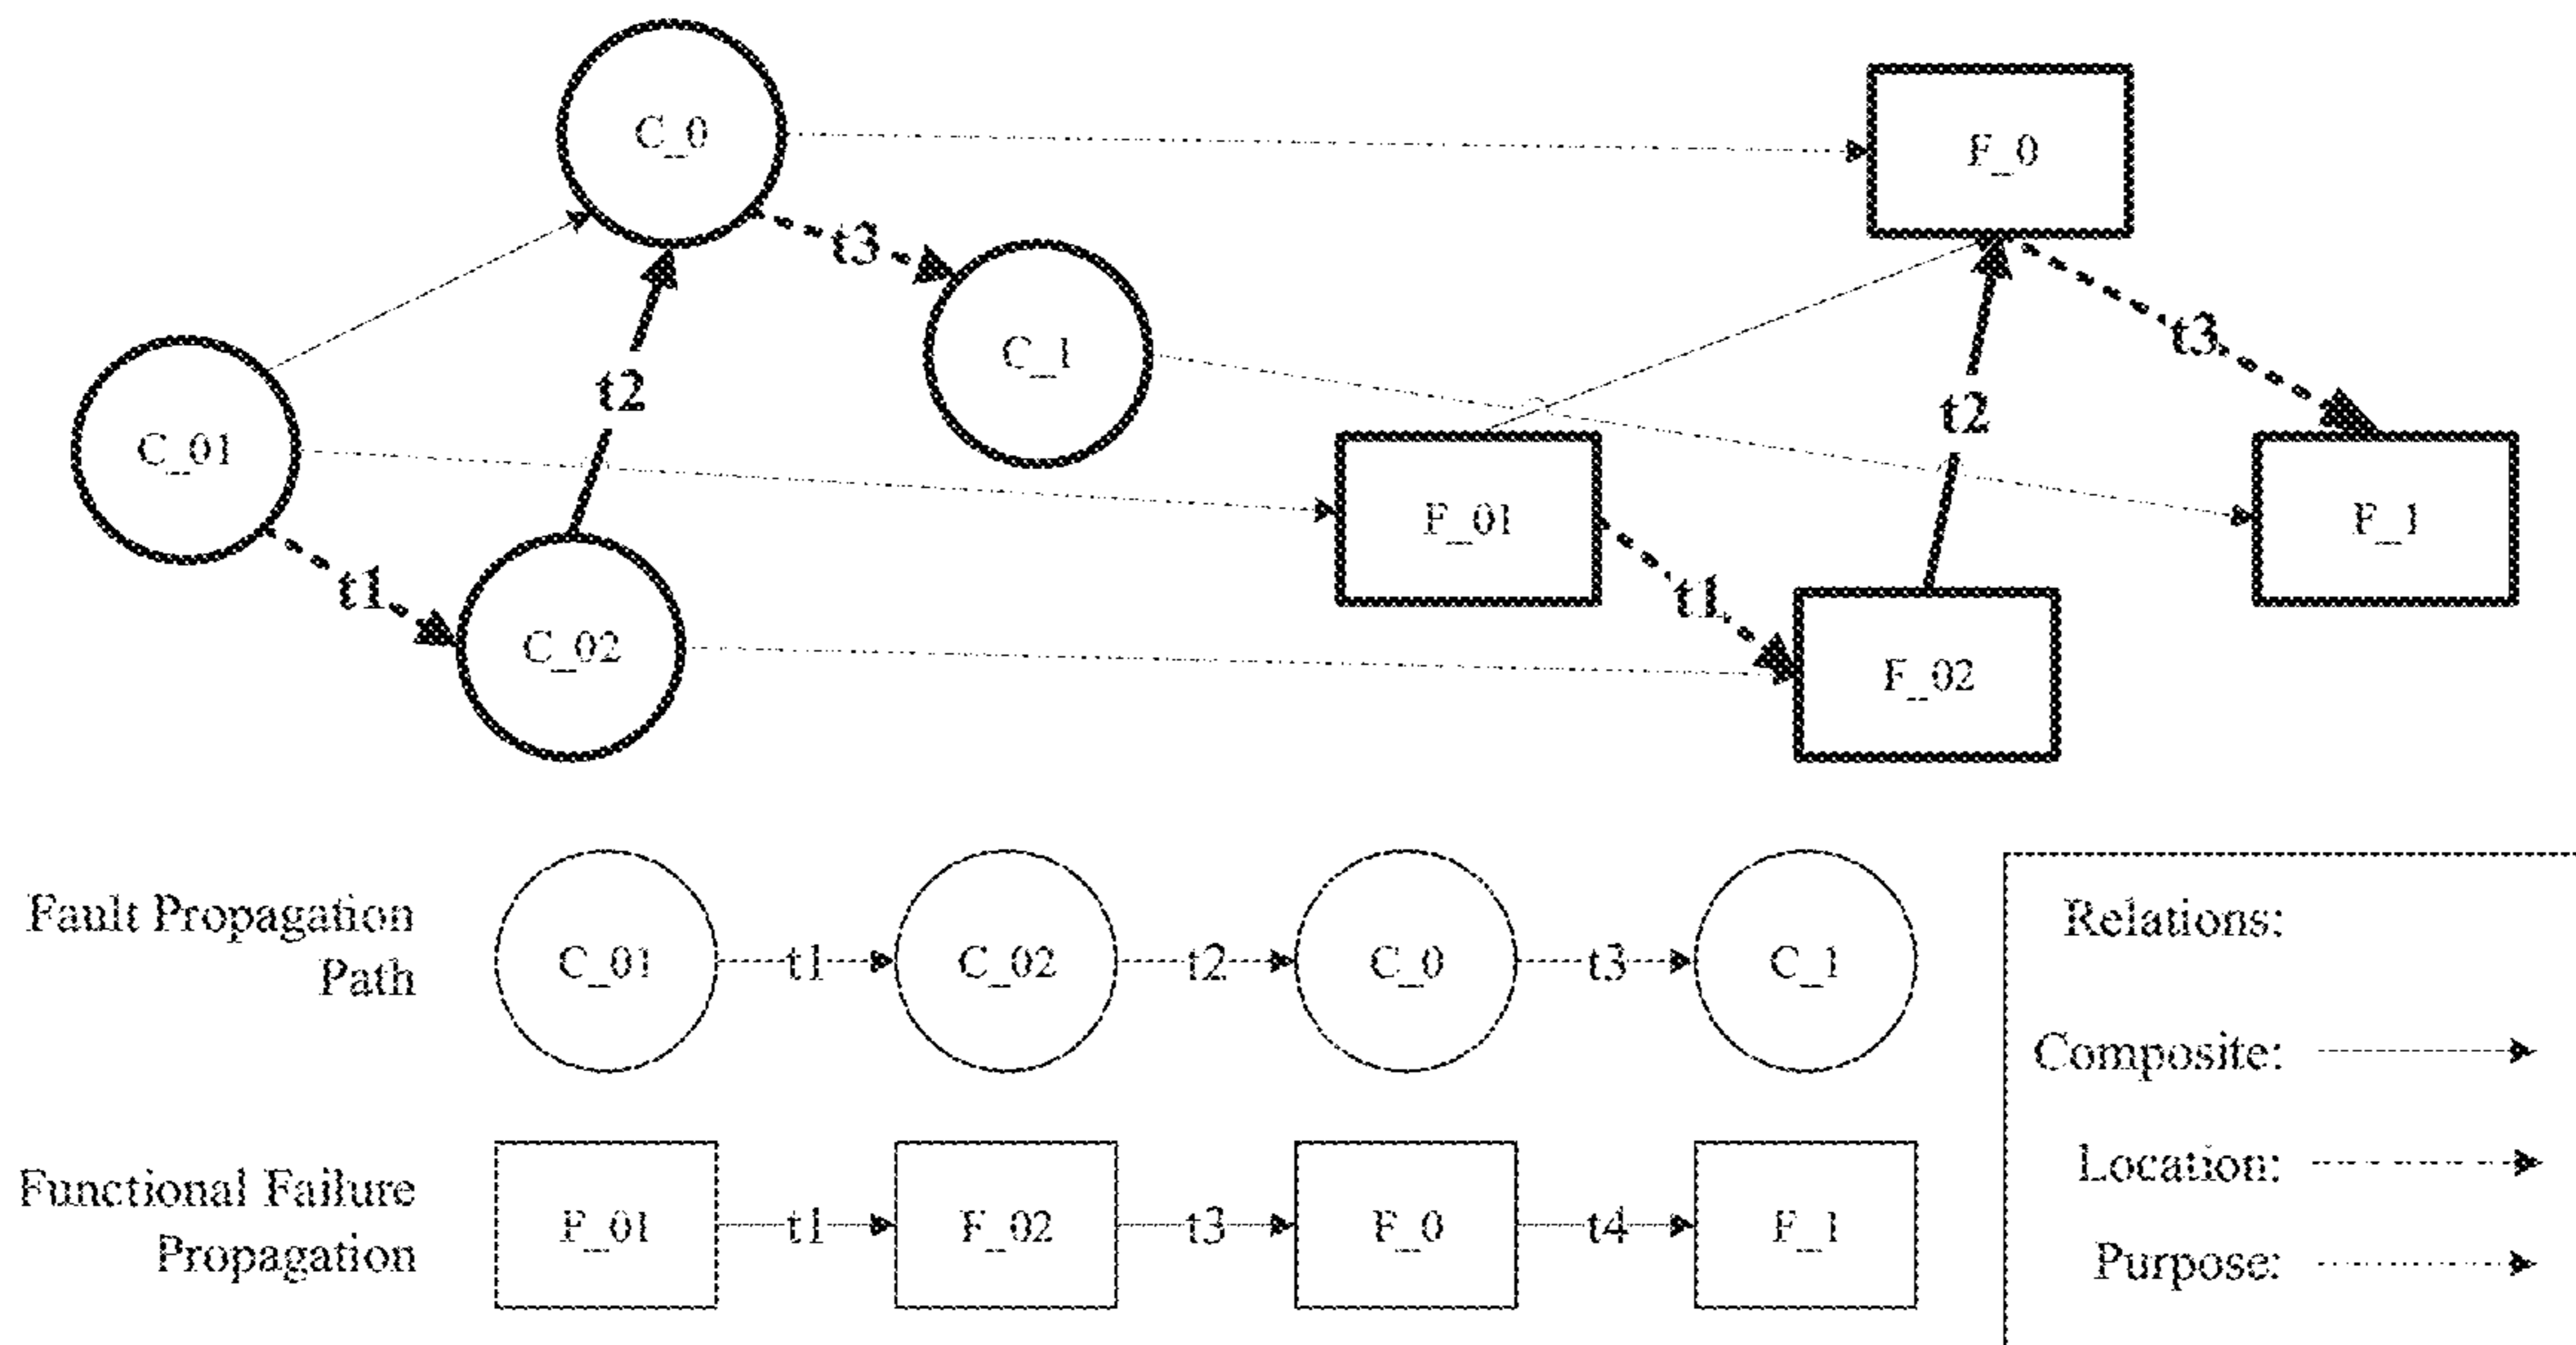 C_0
F_0
t3
t3
C_1
t2
t2
C_01
F_01
F_1
t1
t1
C_02
F_02
Fault Propagation
Path
C_01
t1
C_02
t2
C_0
t3
C_1
Functional Failure
Propagation
F_01
t1
F_02
t3
F_0
t4
F_1
Relations:
Composite:
Location:
Purpose: